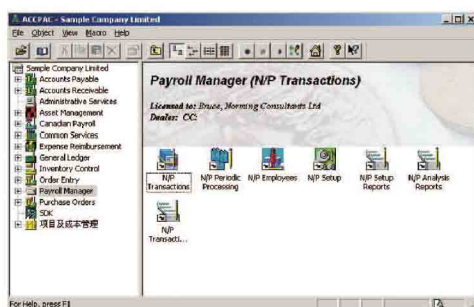 ACCPAC - Sample Company Limited
File Object View Macro Help
Sample Company Limited
Accounts Payable
Accounts Receivable
Administrative Services
Asset Management
Canadian Payroll
Common Services
Expense Reimbursement
General Ledger
Inventory Control
Order Entry
Payroll Manager
Purchase Orders
SDK
项目及成本管理
Payroll Manager (N/P Transactions)
Licensed to: Bruce, Norming Consultants Ltd
Dealer: CC:
N/P Transactions
N/P Periodic Processing
N/P Employees
N/P Setup
N/P Setup Reports
N/P Analysis Reports
N/P Transacti...
For Help, press F1